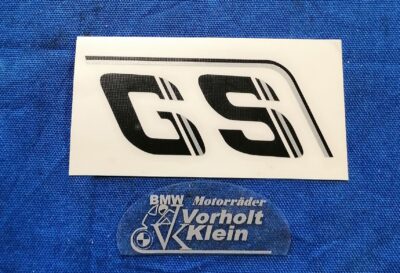 GS
BMW Motorräder
Vorholt
Klein